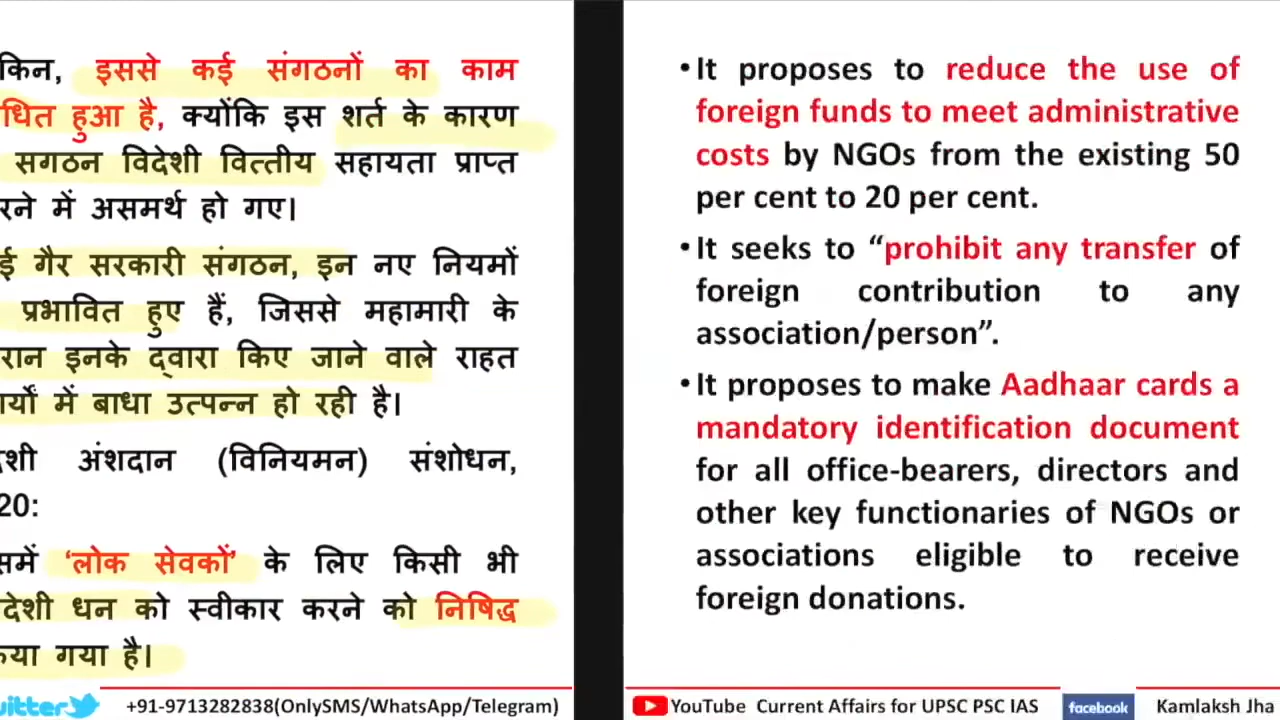 किन, इससे कई संगठनों का काम
धित हुआ है, क्योंकि इस शर्त के कारण
सगठन विदेशी वित्तीय सहायता प्राप्त
रने में असमर्थ हो गए।
ई गैर सरकारी संगठन, इन नए नियमों
प्रभावित हुए हैं, जिससे महामारी के
रान इनके द्वारा किए जाने वाले राहत
र्यों में बाधा उत्पन्न हो रही है।
शी अंशदान (विनियमन) संशोधन,
20:
समें ‘लोक सेवकों’ के लिए किसी भी
देशी धन को स्वीकार करने को निषिद्ध
या गया है।
+91-9713282838(OnlySMS/WhatsApp/Telegram)
•It proposes to reduce the use of
foreign funds to meet administrative
costs by NGOs from the existing 50
per cent to 20 per cent.
•It seeks to “prohibit any transfer of
foreign contribution to any
association/person”.
•It proposes to make Aadhaar cards a
mandatory identification document
for all office-bearers, directors and
other key functionaries of NGOs or
associations eligible to receive
foreign donations.
YouTube Current Affairs for UPSC PSC IAS facebook Kamlaksh Jha